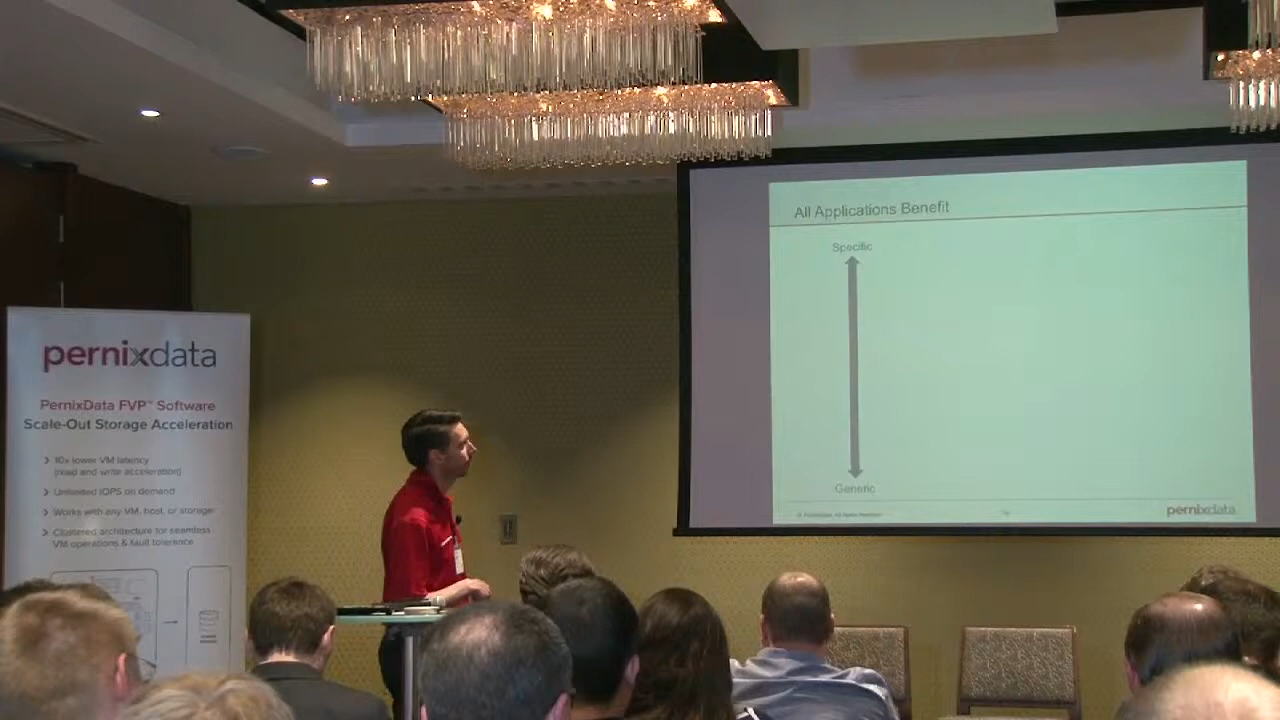 pernixdata
PernixData FVP™ Software
Scale-Out Storage Acceleration
10x lower VM latency
(read and write acceleration)
Unlimited IOPS on demand
Works with any VM, host, or storage
Clustered architecture for seamless
VM operations & fault tolerance
All Applications Benefit
Specific
Generic
pernixdata